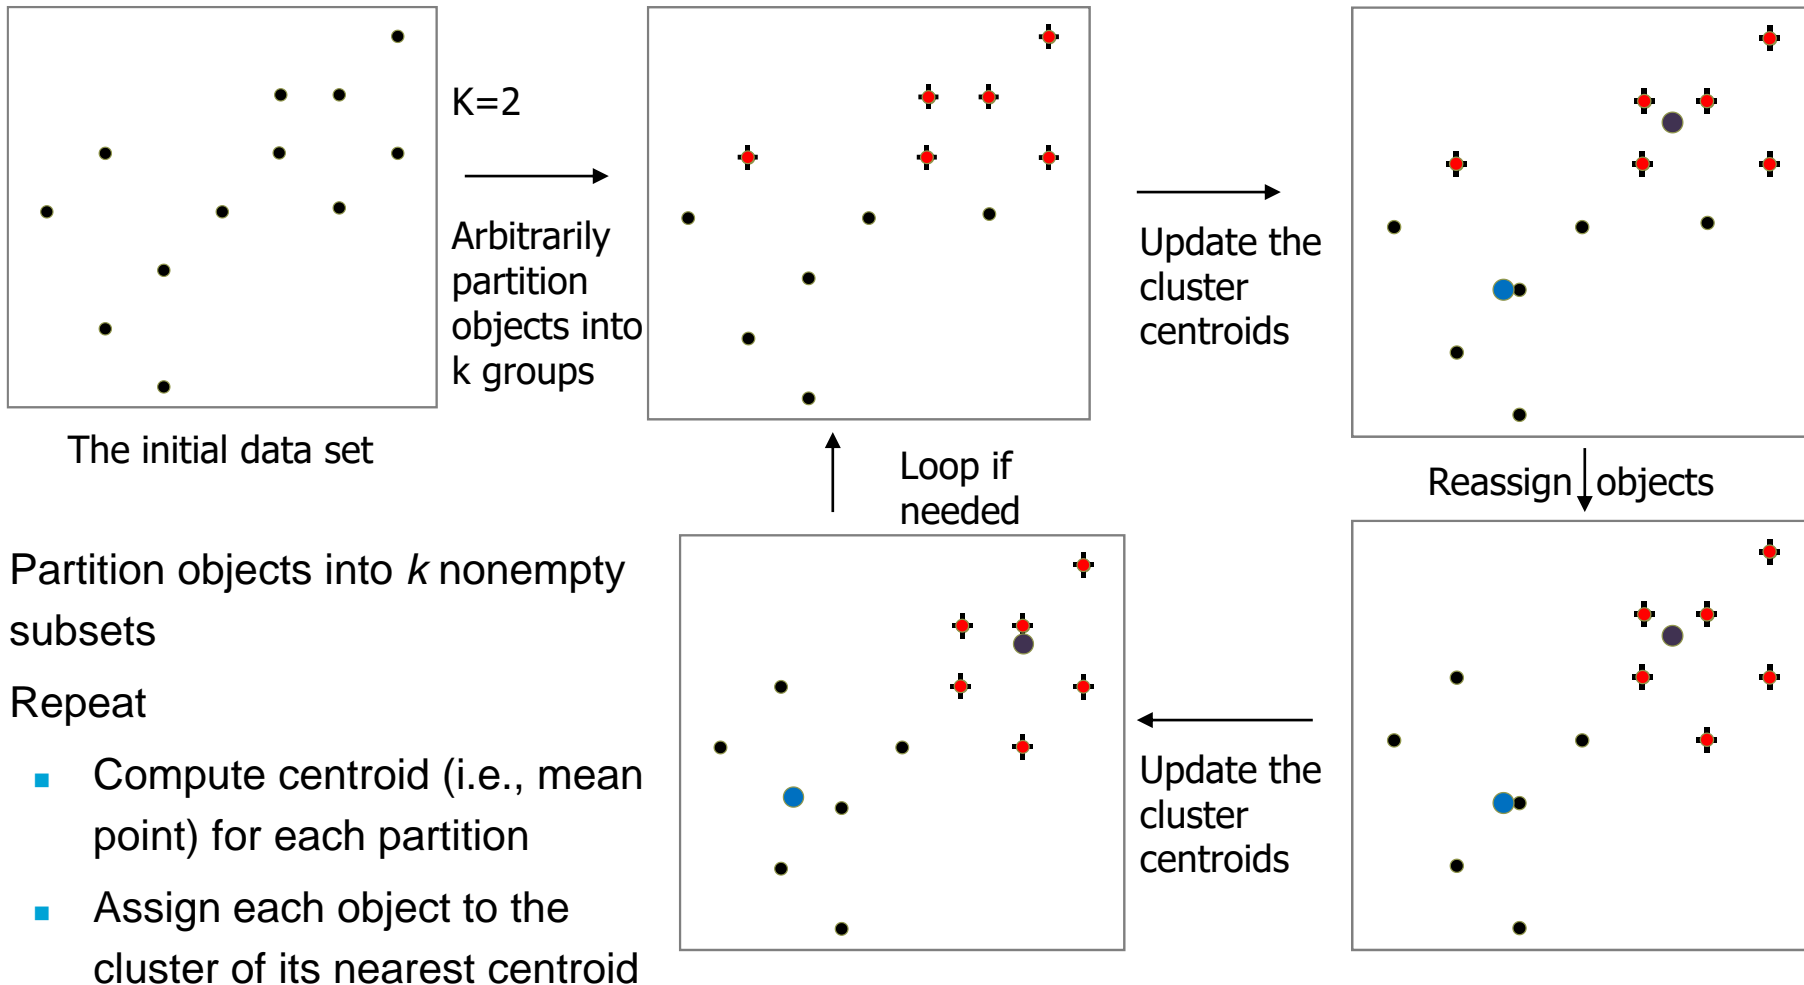 K=2
Arbitrarily
partition
objects into
k groups
The initial data set
Update the
cluster
centroids
Reassign objects
Loop if
needed
Update the
cluster
centroids
Partition objects into k nonempty
subsets
Repeat
Compute centroid (i.e., mean
point) for each partition
Assign each object to the
cluster of its nearest centroid